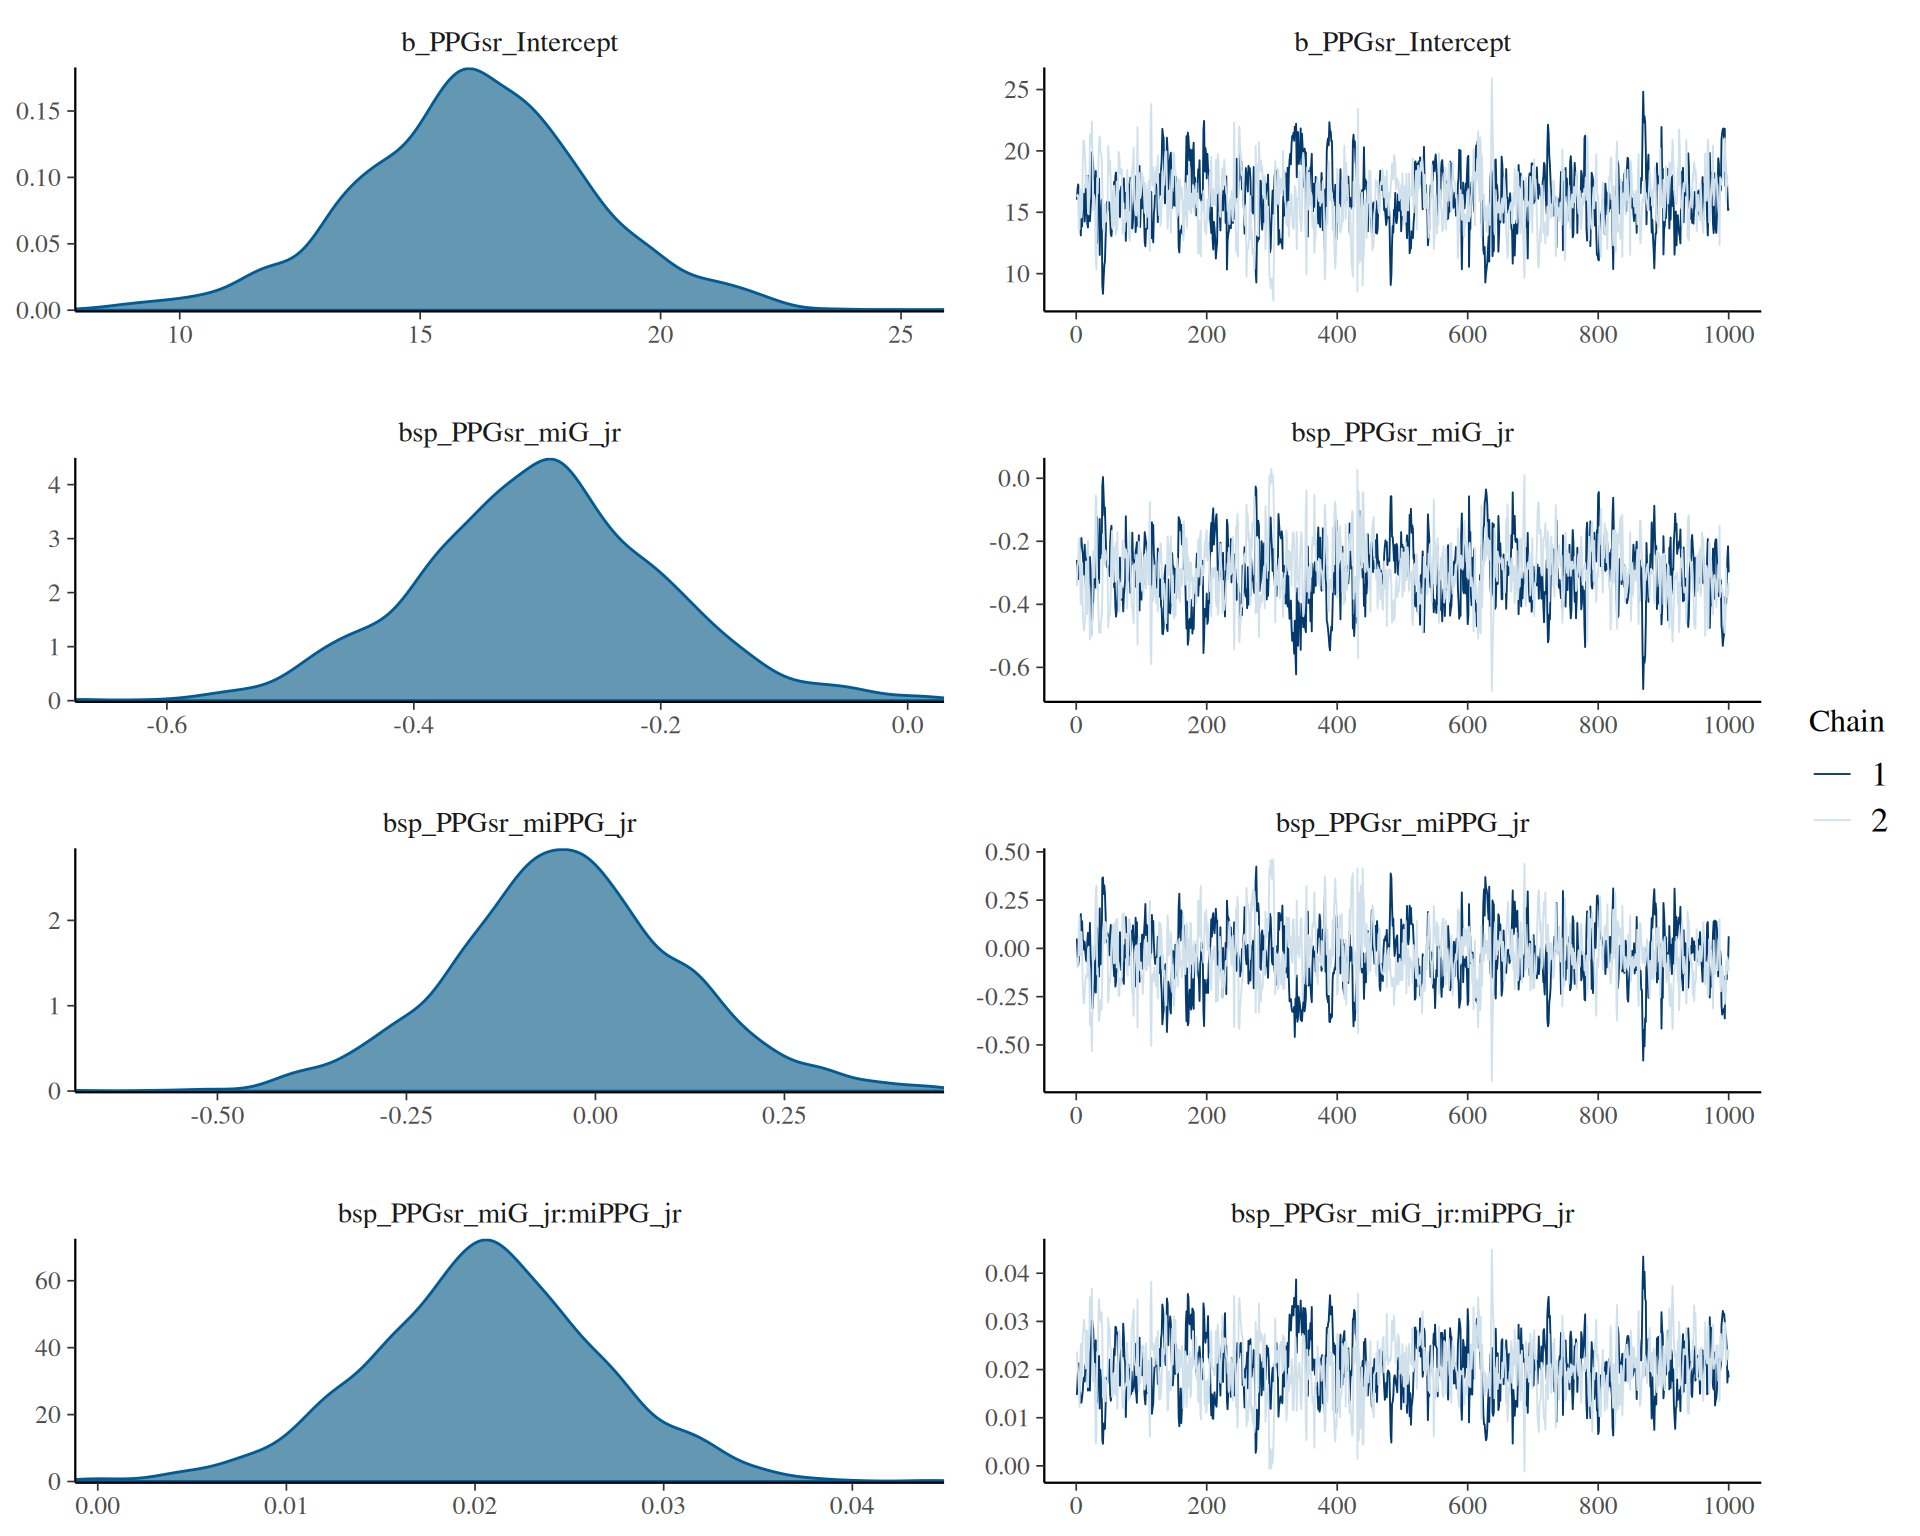 b_PPGsr_Intercept
0.15
0.10
0.05
0.00
10 15 20 25
b_PPGsr_Intercept
25
20
15
10
0 200 400 600 800 1000
bsp_PPGsr_miG_jr
4
3
2
1
0
-0.6 -0.4 -0.2 0.0
bsp_PPGsr_miG_jr
0.0
-0.2
-0.4
-0.6
0 200 400 600 800 1000
bsp_PPGsr_miPPG_jr
2
1
0
-0.50 -0.25 0.00 0.25
bsp_PPGsr_miPPG_jr
0.50
0.25
0.00
-0.25
-0.50
0 200 400 600 800 1000
bsp_PPGsr_miG_jr:miPPG_jr
60
40
20
0
0.00 0.01 0.02 0.03 0.04
bsp_PPGsr_miG_jr:miPPG_jr
0.04
0.03
0.02
0.01
0.00
0 200 400 600 800 1000
Chain
1
2